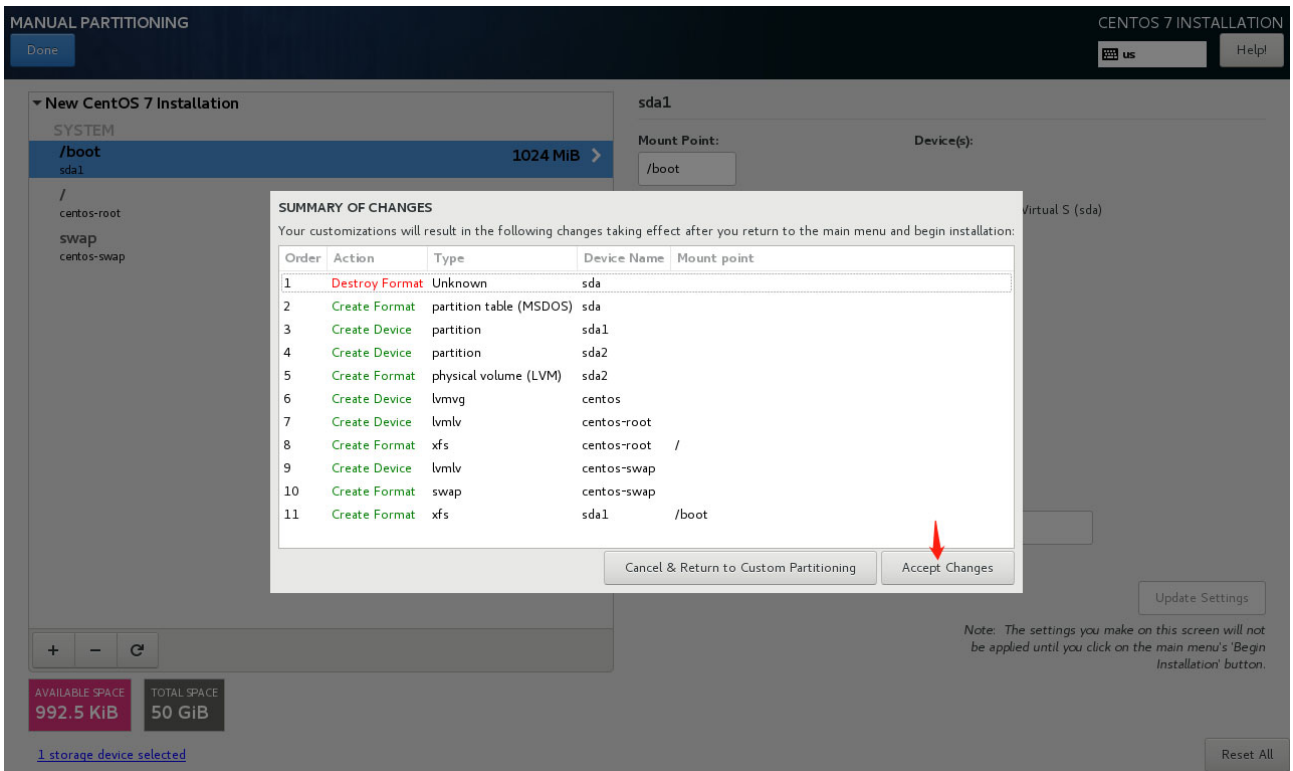 MANUAL PARTITIONING
CENTOS 7 INSTALLATION
Done
us
Help!
New CentOS 7 Installation
SYSTEM
/boot
1024 MiB
sda1
/
centos-root
swap
centos-swap
sda1
Mount Point:
Device(s):
/boot
Virtual S (sda)
SUMMARY OF CHANGES
Your customizations will result in the following changes taking effect after you return to the main menu and begin installation:
Order Action Type Device Name Mount point
1 Destroy Format Unknown sda
2 Create Format partition table (MSDOS) sda
3 Create Device partition sda1
4 Create Device partition sda2
5 Create Format physical volume (LVM) sda2
6 Create Device lvmvg centos
7 Create Device lvmlv centos-root
8 Create Format xfs centos-root /
9 Create Device lvmlv centos-swap
10 Create Format swap centos-swap
11 Create Format xfs sda1 /boot
Cancel & Return to Custom Partitioning
Accept Changes
Update Settings
Note: The settings you make on this screen will not
be applied until you click on the main menu's 'Begin
Installation' button.
+ −
AVAILABLE SPACE
992.5 KiB
TOTAL SPACE
50 GiB
1 storage device selected
Reset All